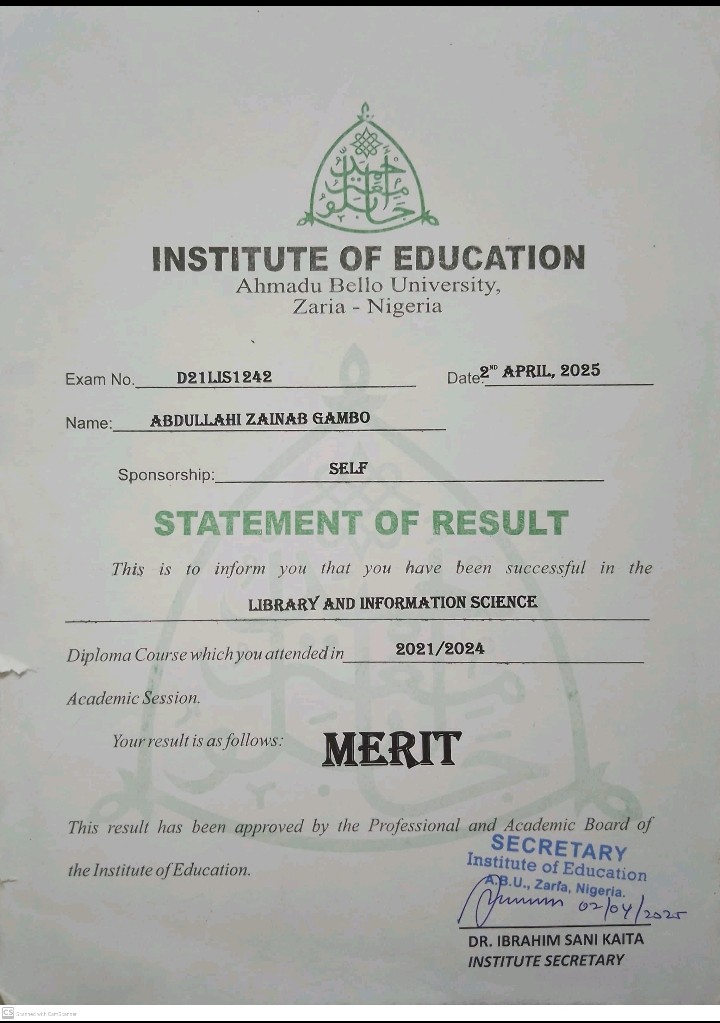 INSTITUTE OF EDUCATION
Ahmadu Bello University,
Zaria - Nigeria
Exam No. D21LIS1242 Date: 2ND APRIL, 2025
Name: ABDULLAHI ZAINAB GAMBO
Sponsorship: SELF
STATEMENT OF RESULT
This is to inform you that you have been successful in the
LIBRARY AND INFORMATION SCIENCE
Diploma Course which you attended in 2021/2024
Academic Session.
Your result is as follows: MERIT
This result has been approved by the Professional and Academic Board of
the Institute of Education.
SECRETARY
Institute of Education
A.B.U., Zaria, Nigeria.
02/04/2025
DR. IBRAHIM SANI KAITA
INSTITUTE SECRETARY
CS Scanned with CamScanner